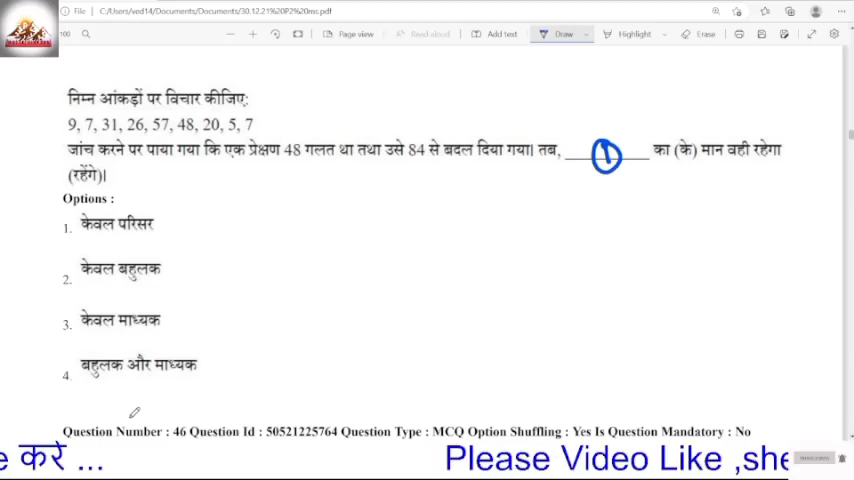 File | C:/Users/ved14/Documents/Documents/30.12.21%20P2%20ms.pdf
100 Page view Read aloud Add text Draw Highlight Erase
निम्न आंकड़ों पर विचार कीजिए:
9, 7, 31, 26, 57, 48, 20, 5, 7
जांच करने पर पाया गया कि एक प्रेक्षण 48 गलत था तथा उसे 84 से बदल दिया गया। तब, ________ का (के) मान वही रहेगा
(रहेंगे)।
Options :
1. केवल परिसर
2. केवल बहुलक
3. केवल माध्यक
4. बहुलक और माध्यक
Question Number : 46 Question Id : 50521225764 Question Type : MCQ Option Shuffling : Yes Is Question Mandatory : No
e करे ... Please Video Like ,she